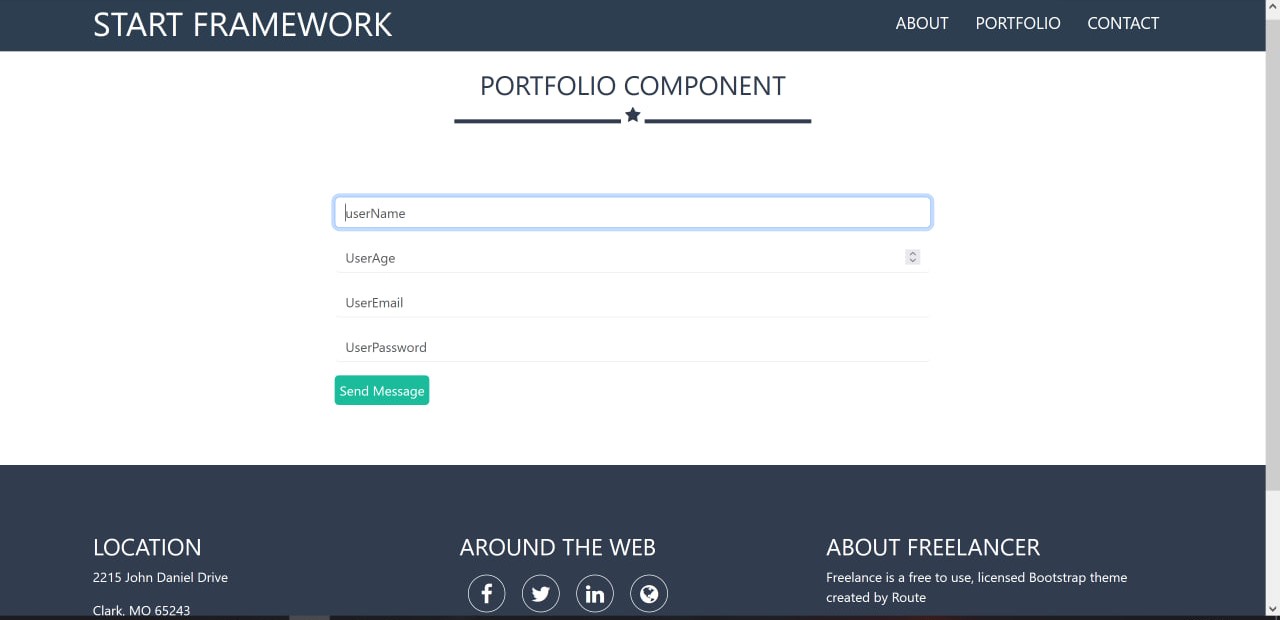 START FRAMEWORK
ABOUT PORTFOLIO CONTACT
PORTFOLIO COMPONENT
userName
UserAge
UserEmail
UserPassword
Send Message
LOCATION
2215 John Daniel Drive
Clark, MO 65243
AROUND THE WEB
ABOUT FREELANCER
Freelance is a free to use, licensed Bootstrap theme
created by Route